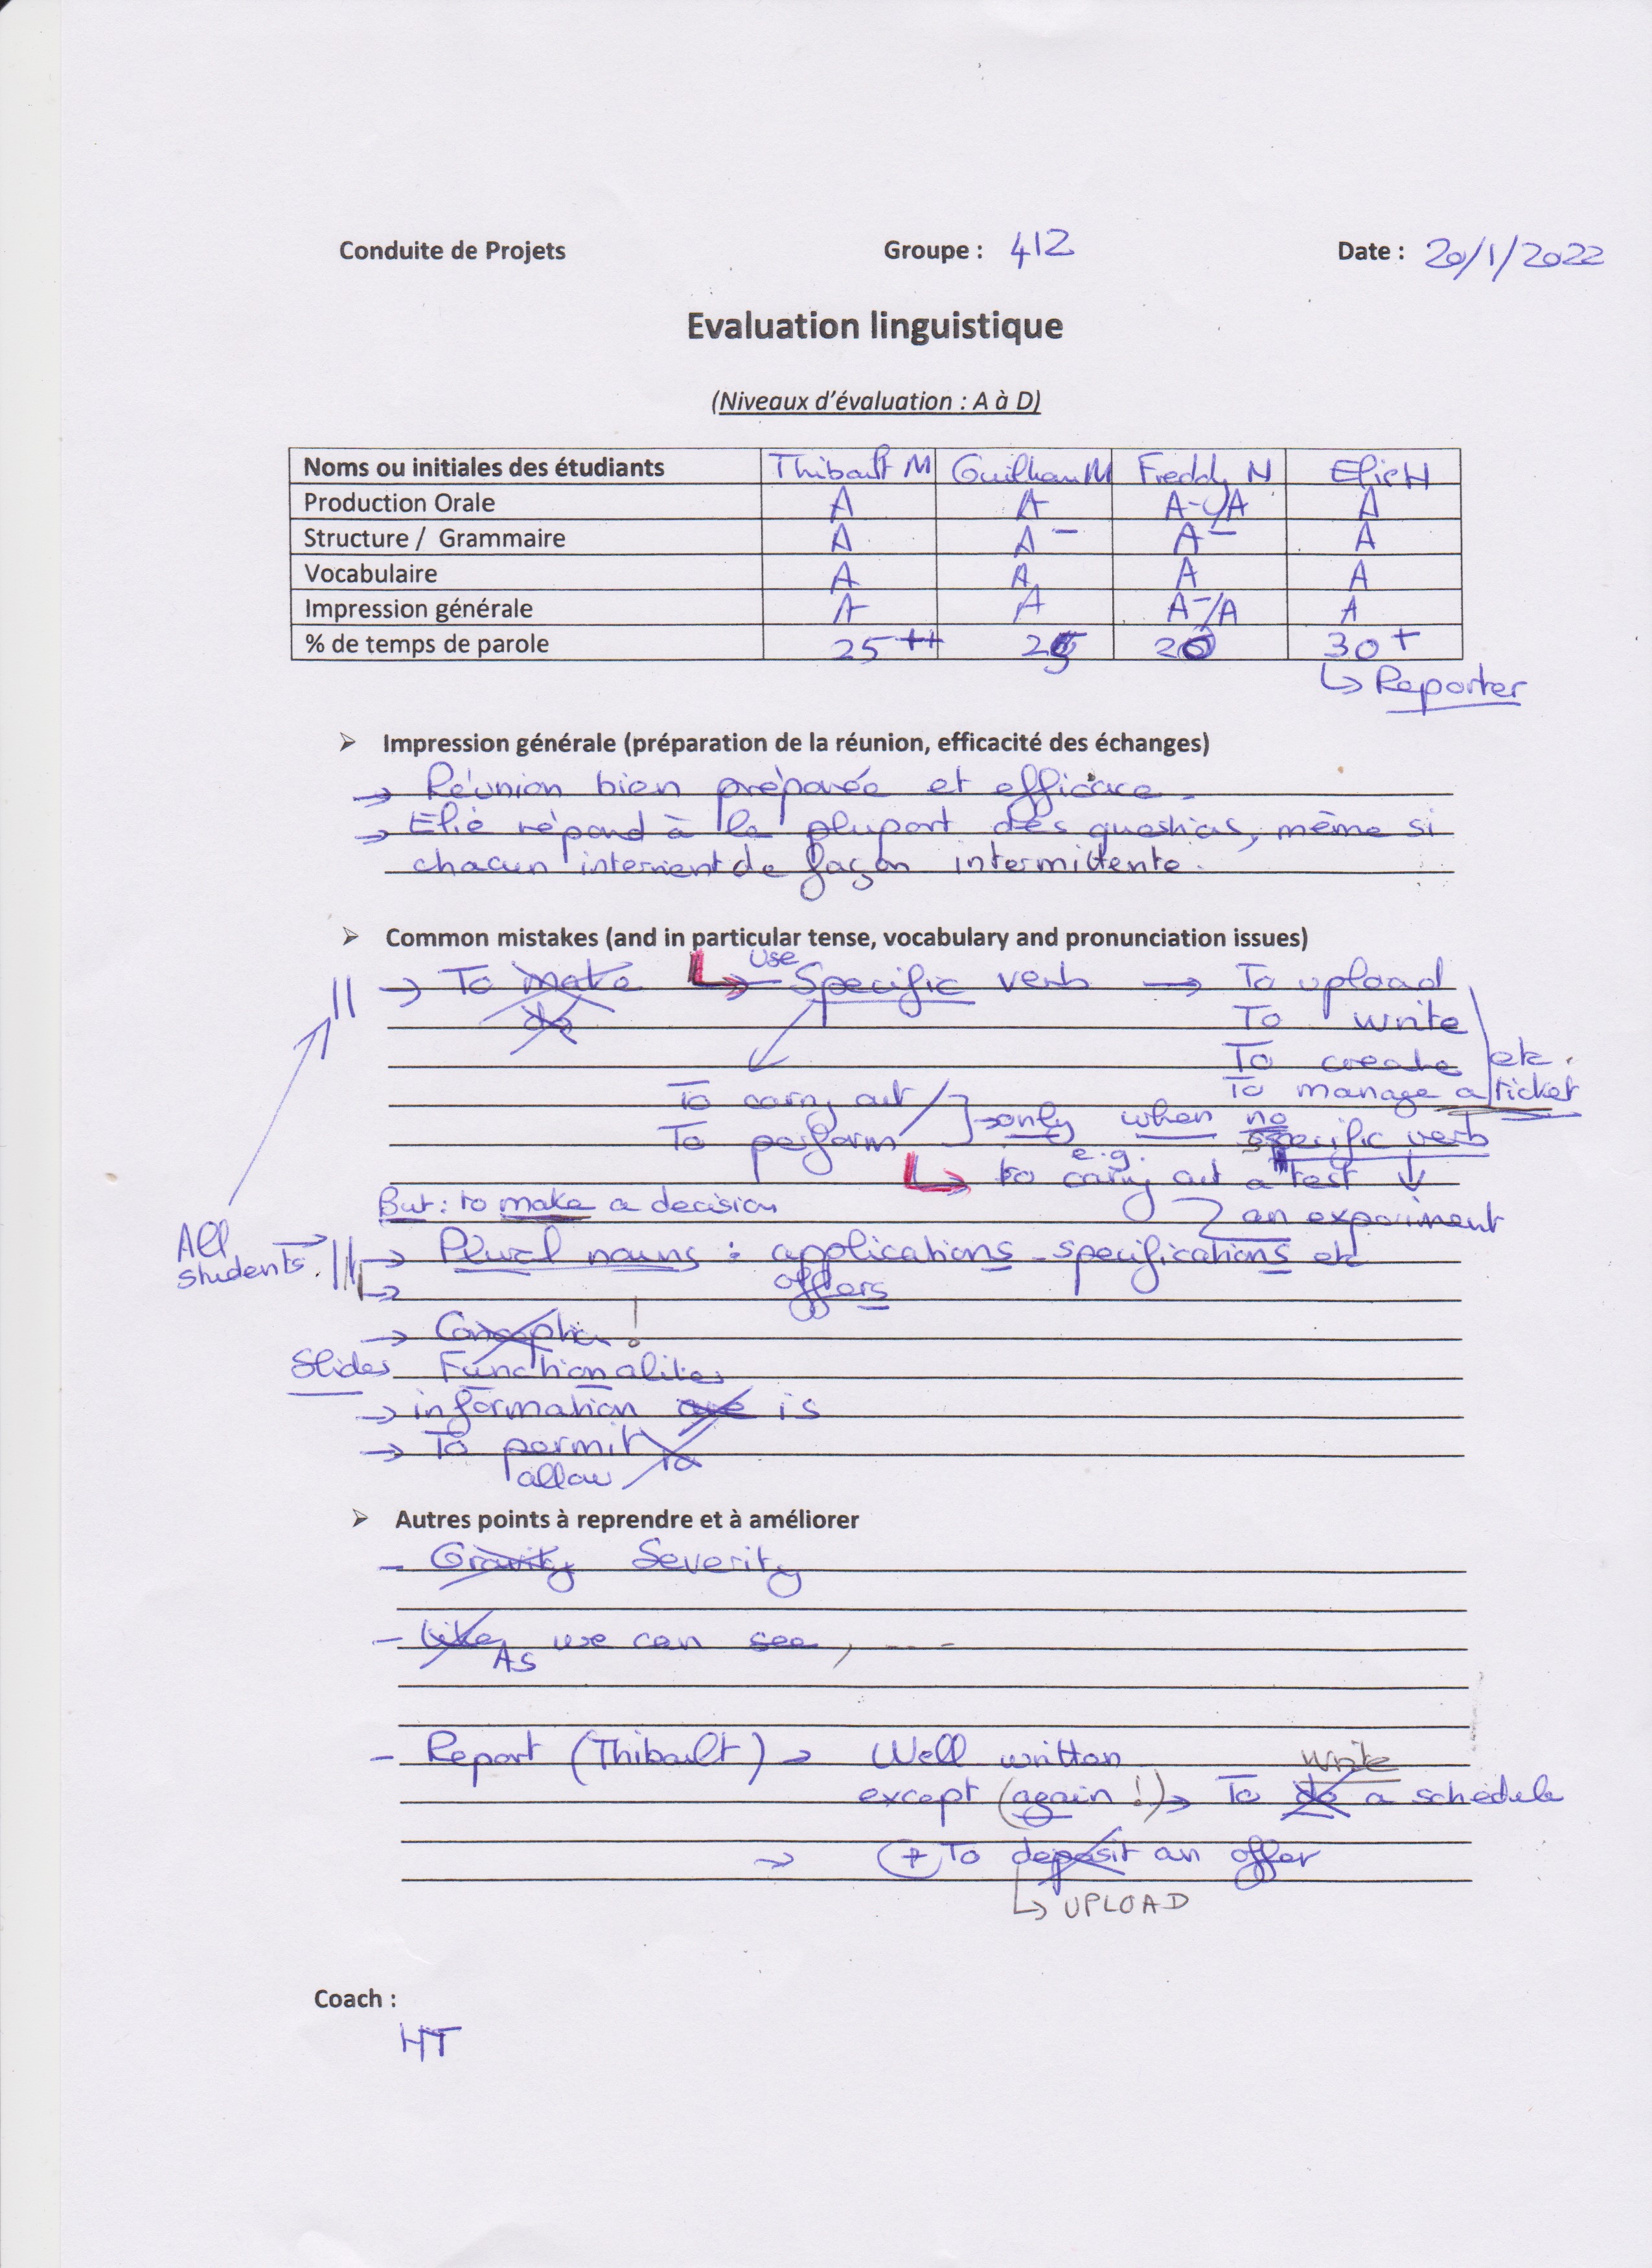 Conduite de Projets Groupe : 412 Date : 20/1/2022
Evaluation linguistique
(Niveaux d'évaluation : A à D)
Noms ou initiales des étudiants Thibault M Guilhem M Freddy N Elie H
Production Orale A A A-/A A
Structure / Grammaire A A- A- A
Vocabulaire A A A A
Impression générale A A A-/A A
% de temps de parole 25 ++ 25 20 30 +
↳ Reporter
➢ Impression générale (préparation de la réunion, efficacité des échanges)
→ Réunion bien préparée et efficace.
→ Elie répond à la plupart des questions, même si
chacun intervient de façon intermittente.
➢ Common mistakes (and in particular tense, vocabulary and pronunciation issues)
→ To make ↳ use Specific verb → To upload
do To write
To create etc.
To manage a ticket
To carry out
To perform → only when no specific verb
e.g. to carry out a test
But: to make a decision an experiment
All students → Plural nouns : applications - specifications etc
→ offers
→ Conception !
Slides Functionalities
→ information are is
→ To permit to
allow
➢ Autres points à reprendre et à améliorer
- Gravity Severity
- Like we can see, ----
As
- Report (Thibault) → Well written
except (again !) → To do write a schedule
→ + To deposit an offer
↳ UPLOAD
Coach :
HT